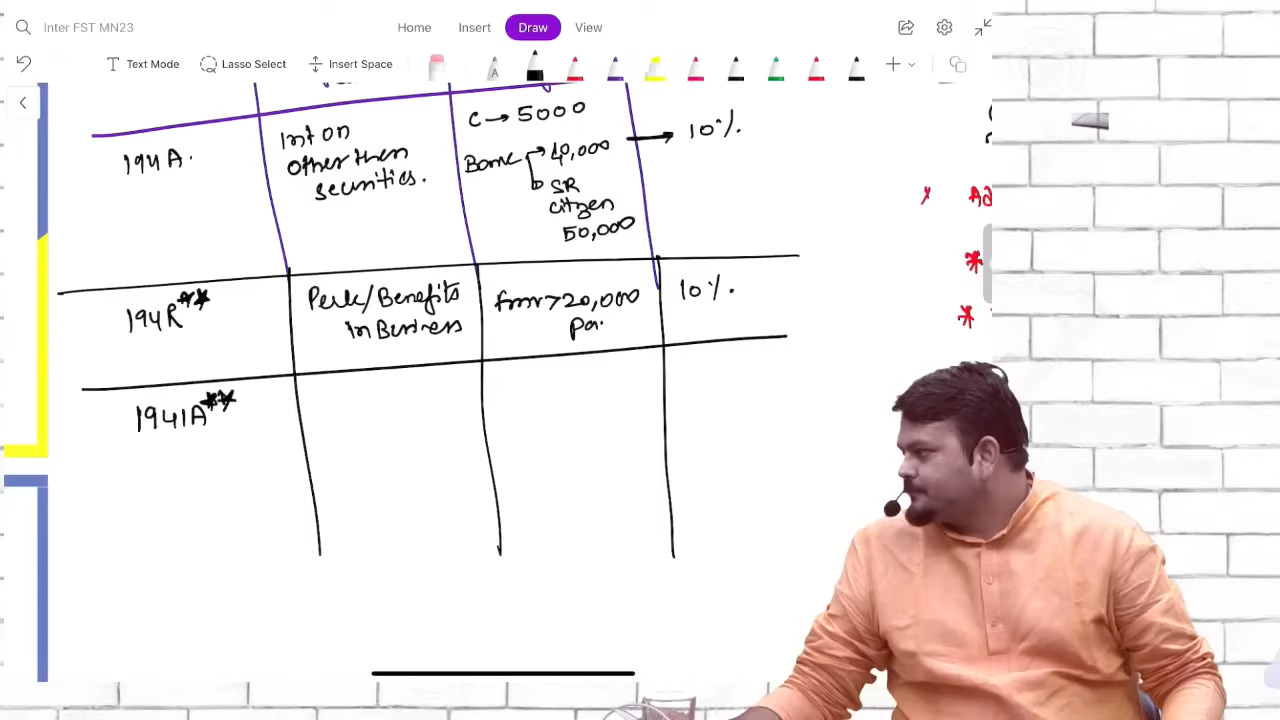 Inter FST MN23
Home Insert Draw View
Text Mode Lasso Select Insert Space
194A.
Int on
other then
securities.
C → 5000
Bank → 40,000
SR
citizen
50,000
10%.
194R**
Perk/Benefits
in Business
from > 20,000
Pa.
10%.
194IA**